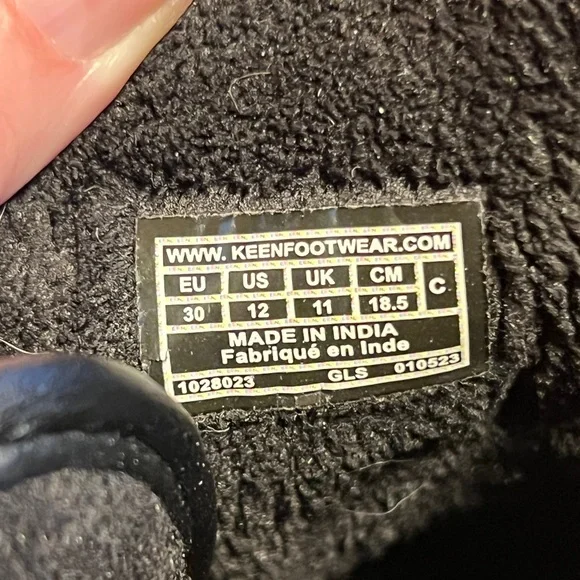 WWW. KEENFOOTWEAR.COM
EU US UK CM C
30 12 11 18.5
MADE IN INDIA
Fabriqué en Inde
1028023 GLS 010523